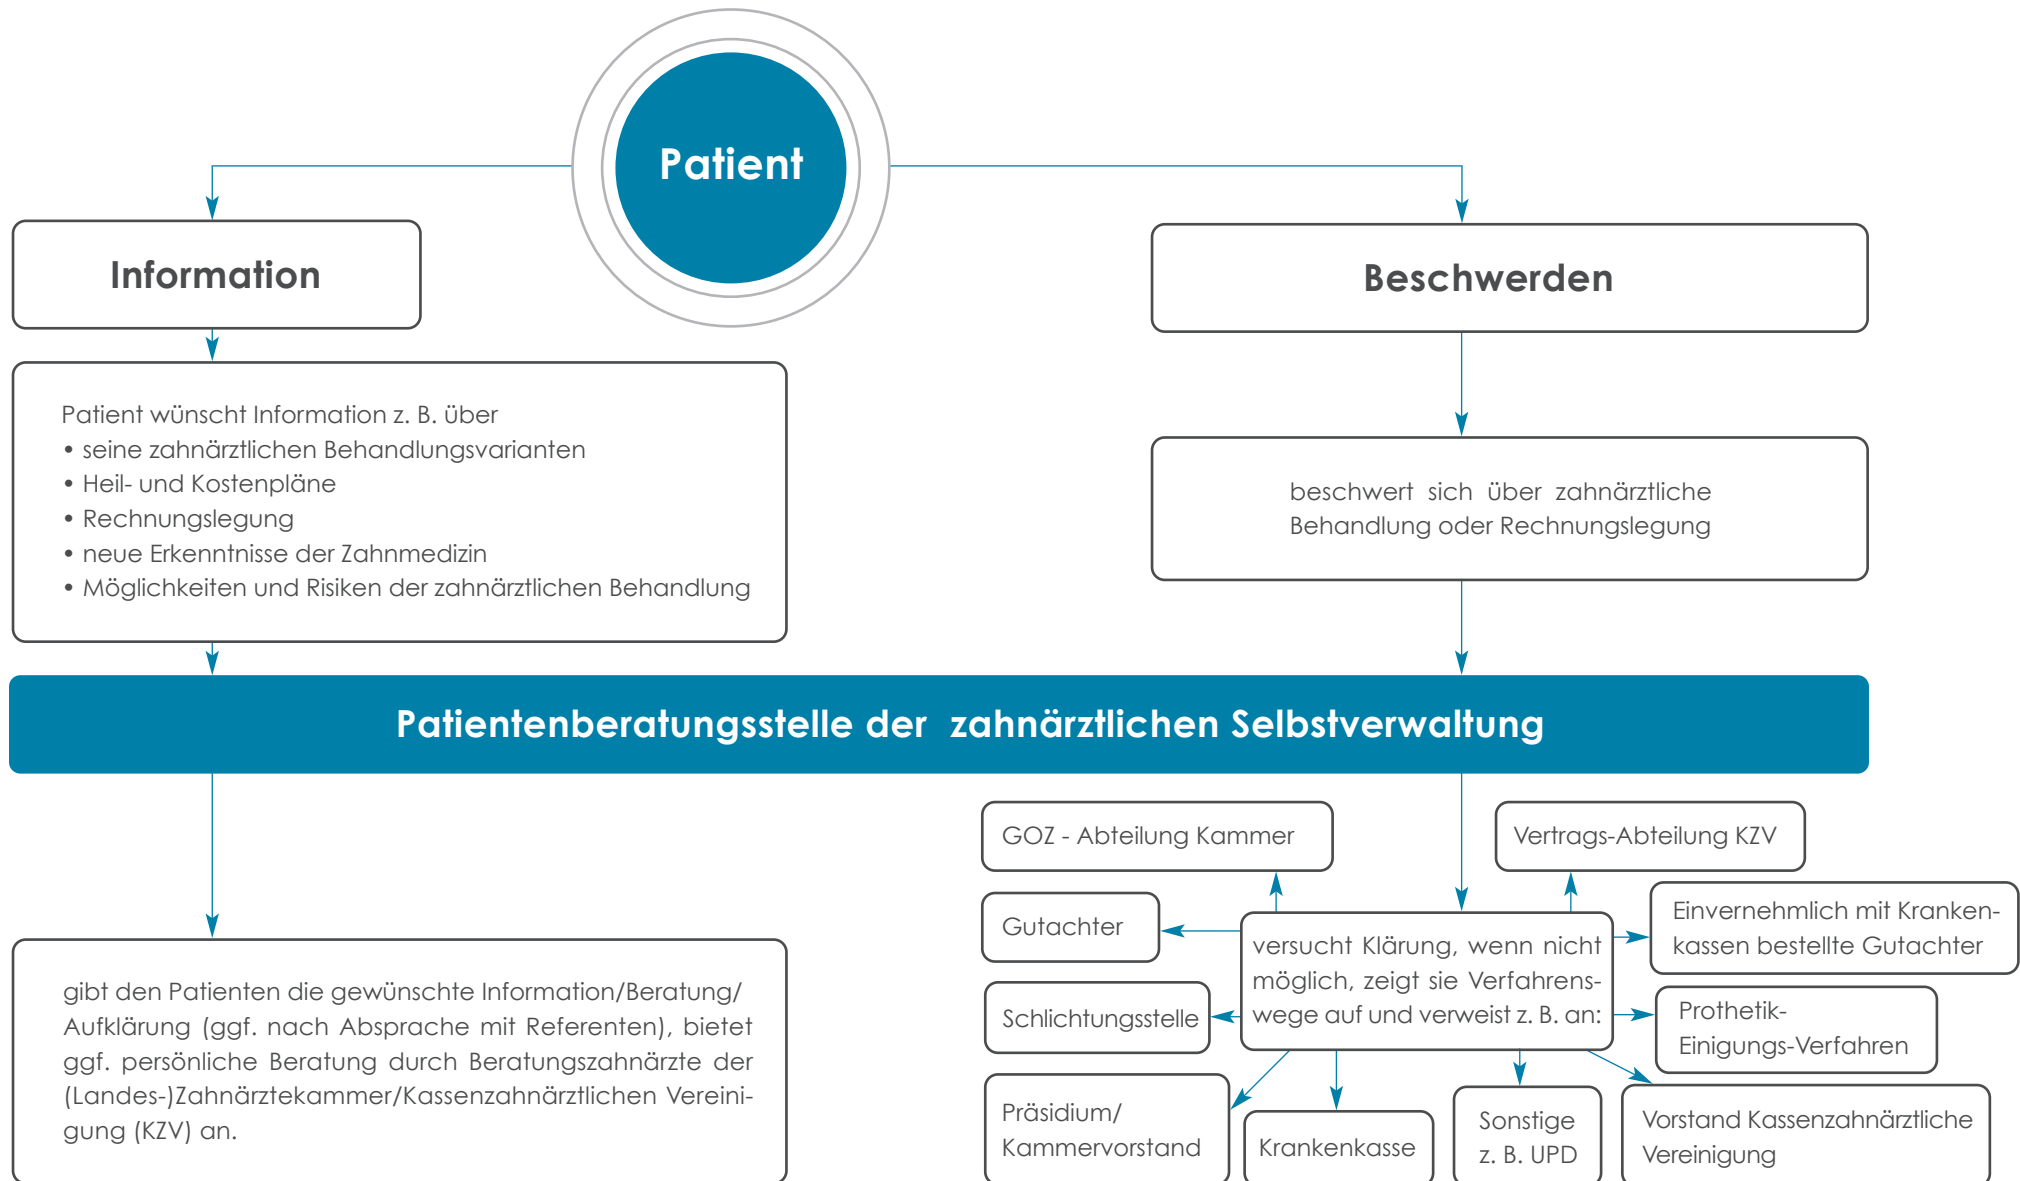 Patient
Information
Beschwerden
Patient wünscht Information z. B. über
• seine zahnärztlichen Behandlungsvarianten
• Heil- und Kostenpläne
• Rechnungslegung
• neue Erkenntnisse der Zahnmedizin
• Möglichkeiten und Risiken der zahnärztlichen Behandlung
beschwert sich über zahnärztliche
Behandlung oder Rechnungslegung
Patientenberatungsstelle der zahnärztlichen Selbstverwaltung
gibt den Patienten die gewünschte Information/Beratung/
Aufklärung (ggf. nach Absprache mit Referenten), bietet
ggf. persönliche Beratung durch Beratungszahnärzte der
(Landes-)Zahnärztekammer/Kassenzahnärztlichen Vereini-
gung (KZV) an.
GOZ - Abteilung Kammer
Vertrags-Abteilung KZV
Gutachter
versucht Klärung, wenn nicht
möglich, zeigt sie Verfahrens-
wege auf und verweist z. B. an:
Einvernehmlich mit Kranken-
kassen bestellte Gutachter
Schlichtungsstelle
Prothetik-
Einigungs-Verfahren
Präsidium/
Kammervorstand
Krankenkasse
Sonstige
z. B. UPD
Vorstand Kassenzahnärztliche
Vereinigung